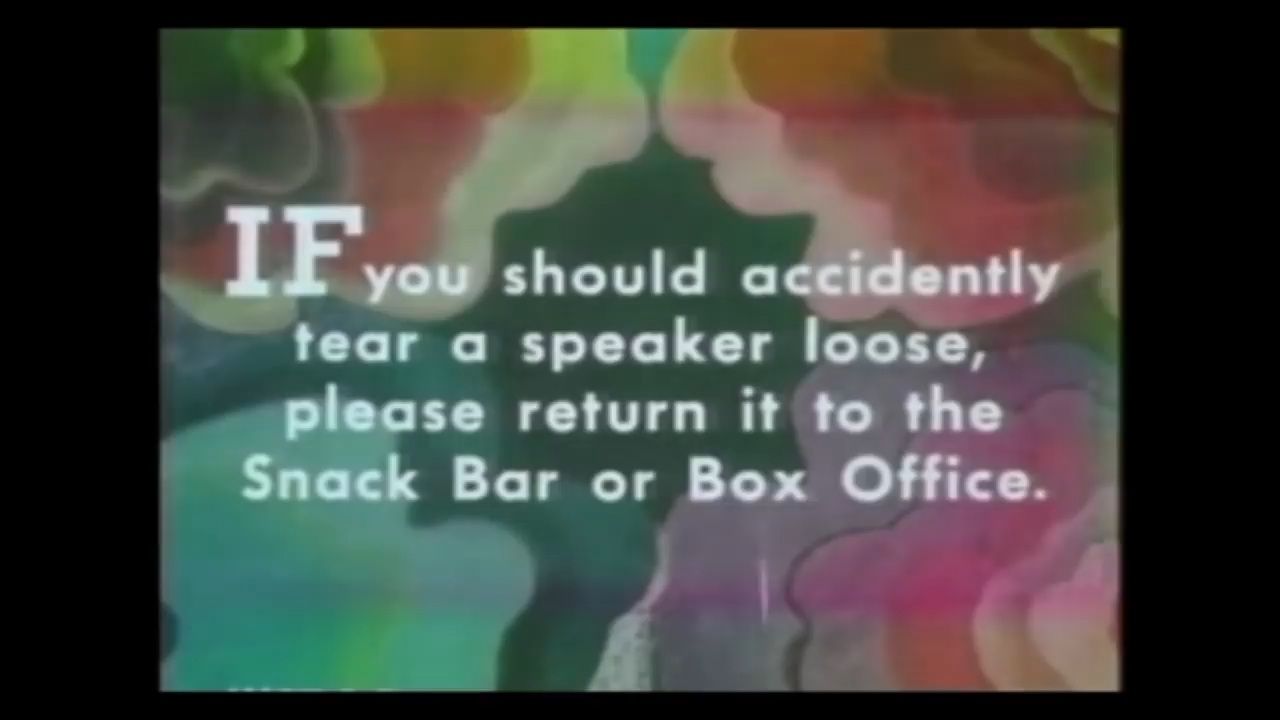 IF you should accidently
tear a speaker loose,
please return it to the
Snack Bar or Box Office.